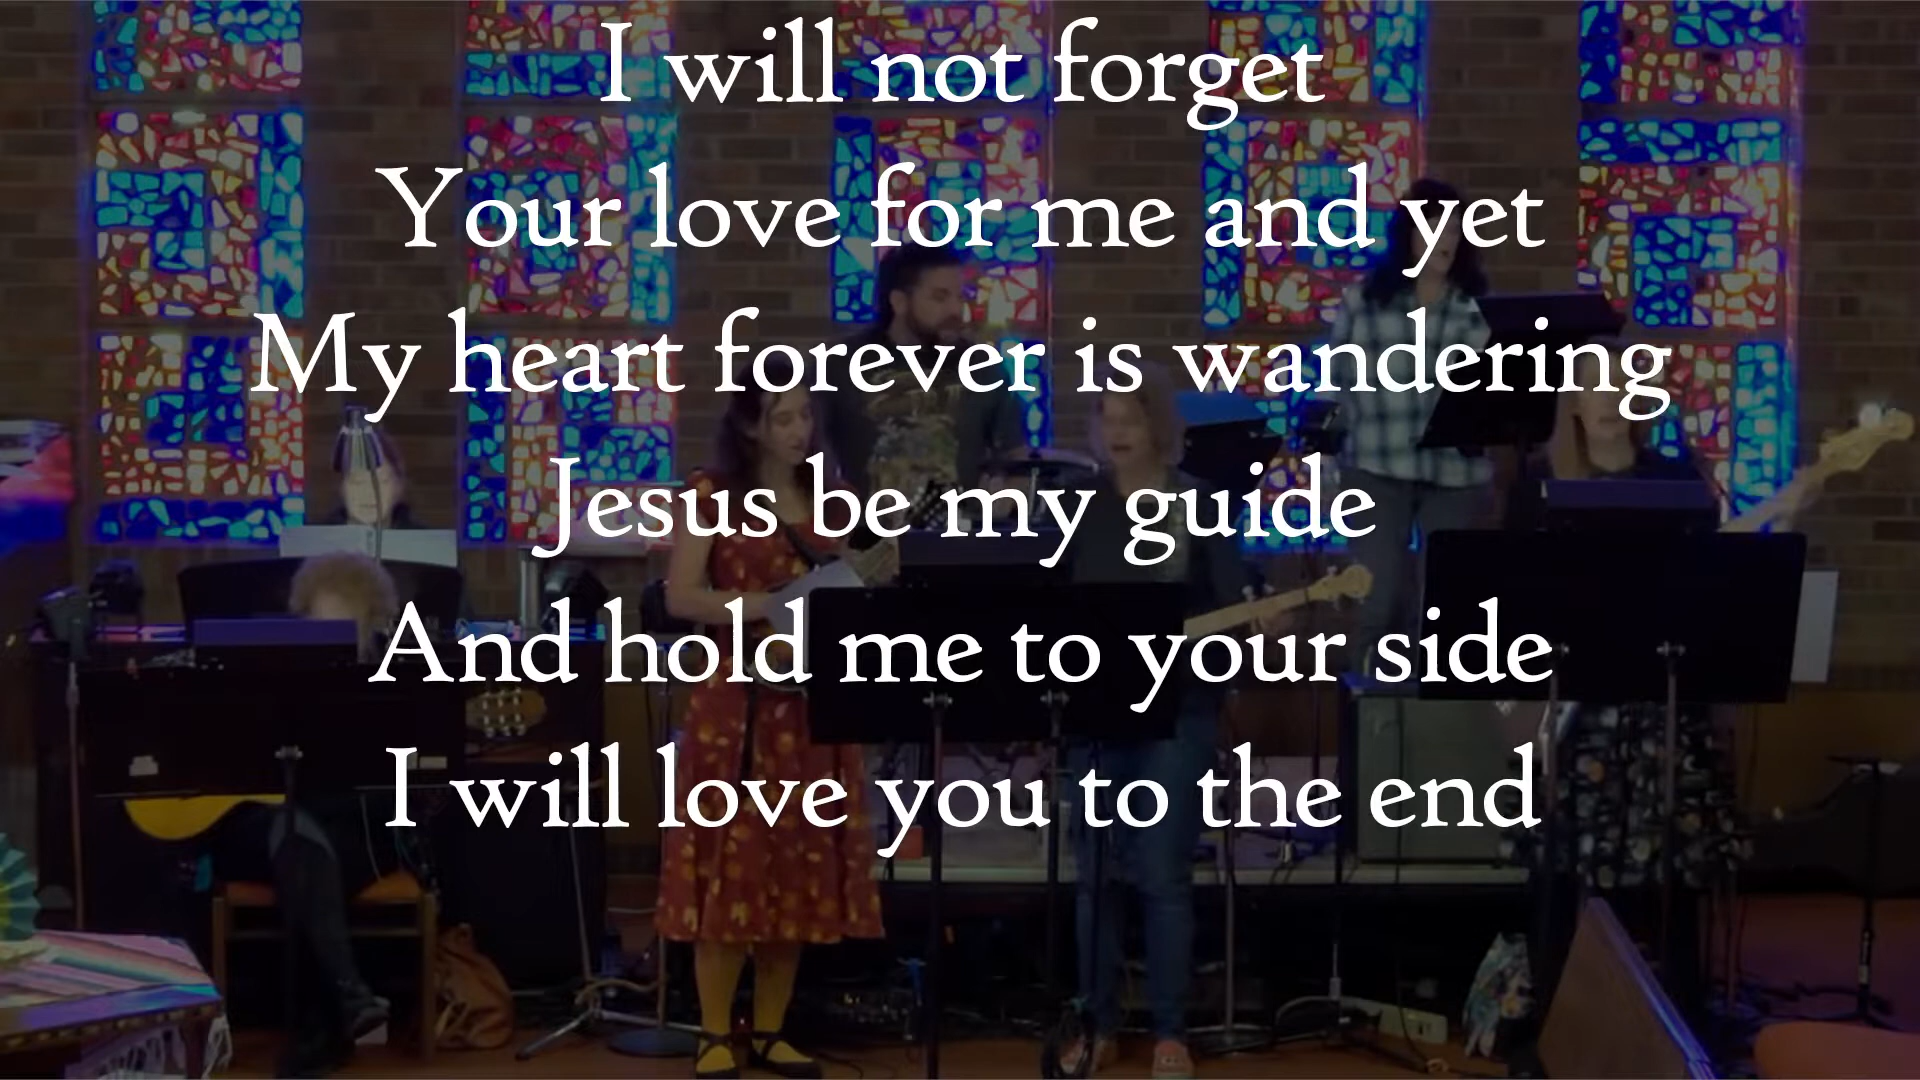 I will not forget
Your love for me and yet
My heart forever is wandering
Jesus be my guide
And hold me to your side
I will love you to the end